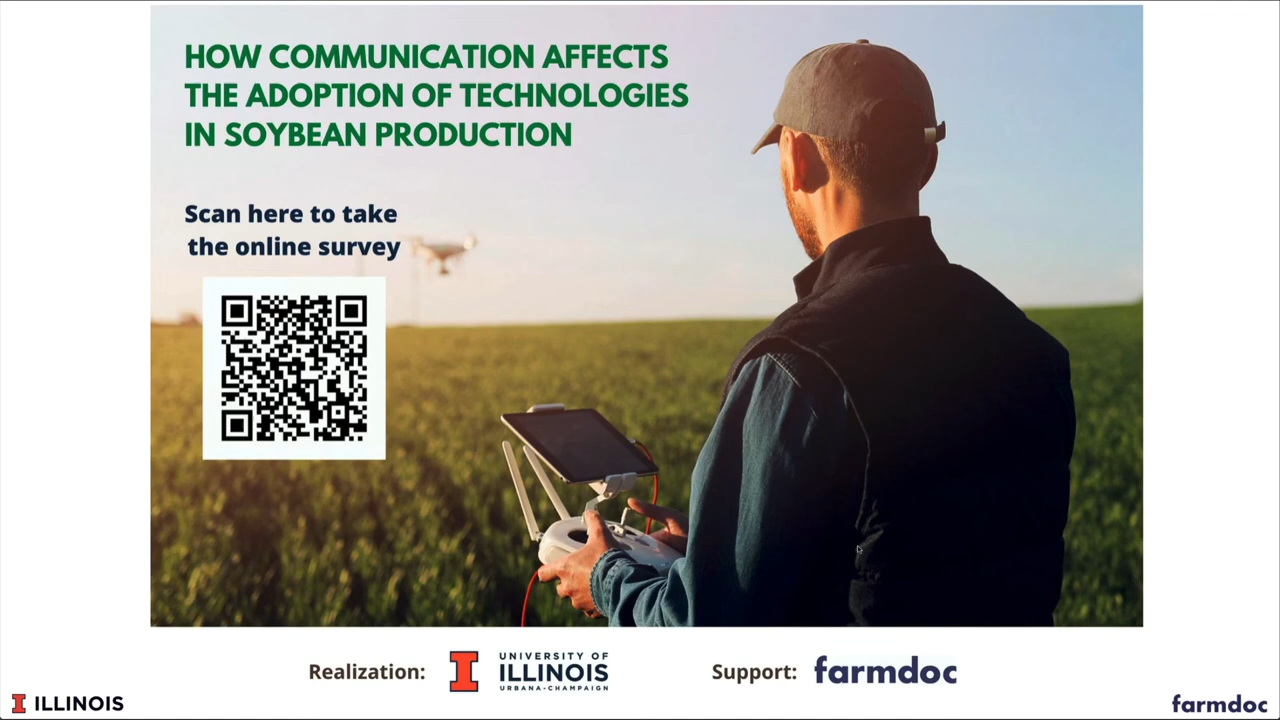 HOW COMMUNICATION AFFECTS
THE ADOPTION OF TECHNOLOGIES
IN SOYBEAN PRODUCTION
Scan here to take
the online survey
Realization:
UNIVERSITY OF
ILLINOIS
URBANA-CHAMPAIGN
Support:
farmdoc
ILLINOIS
farmdoc